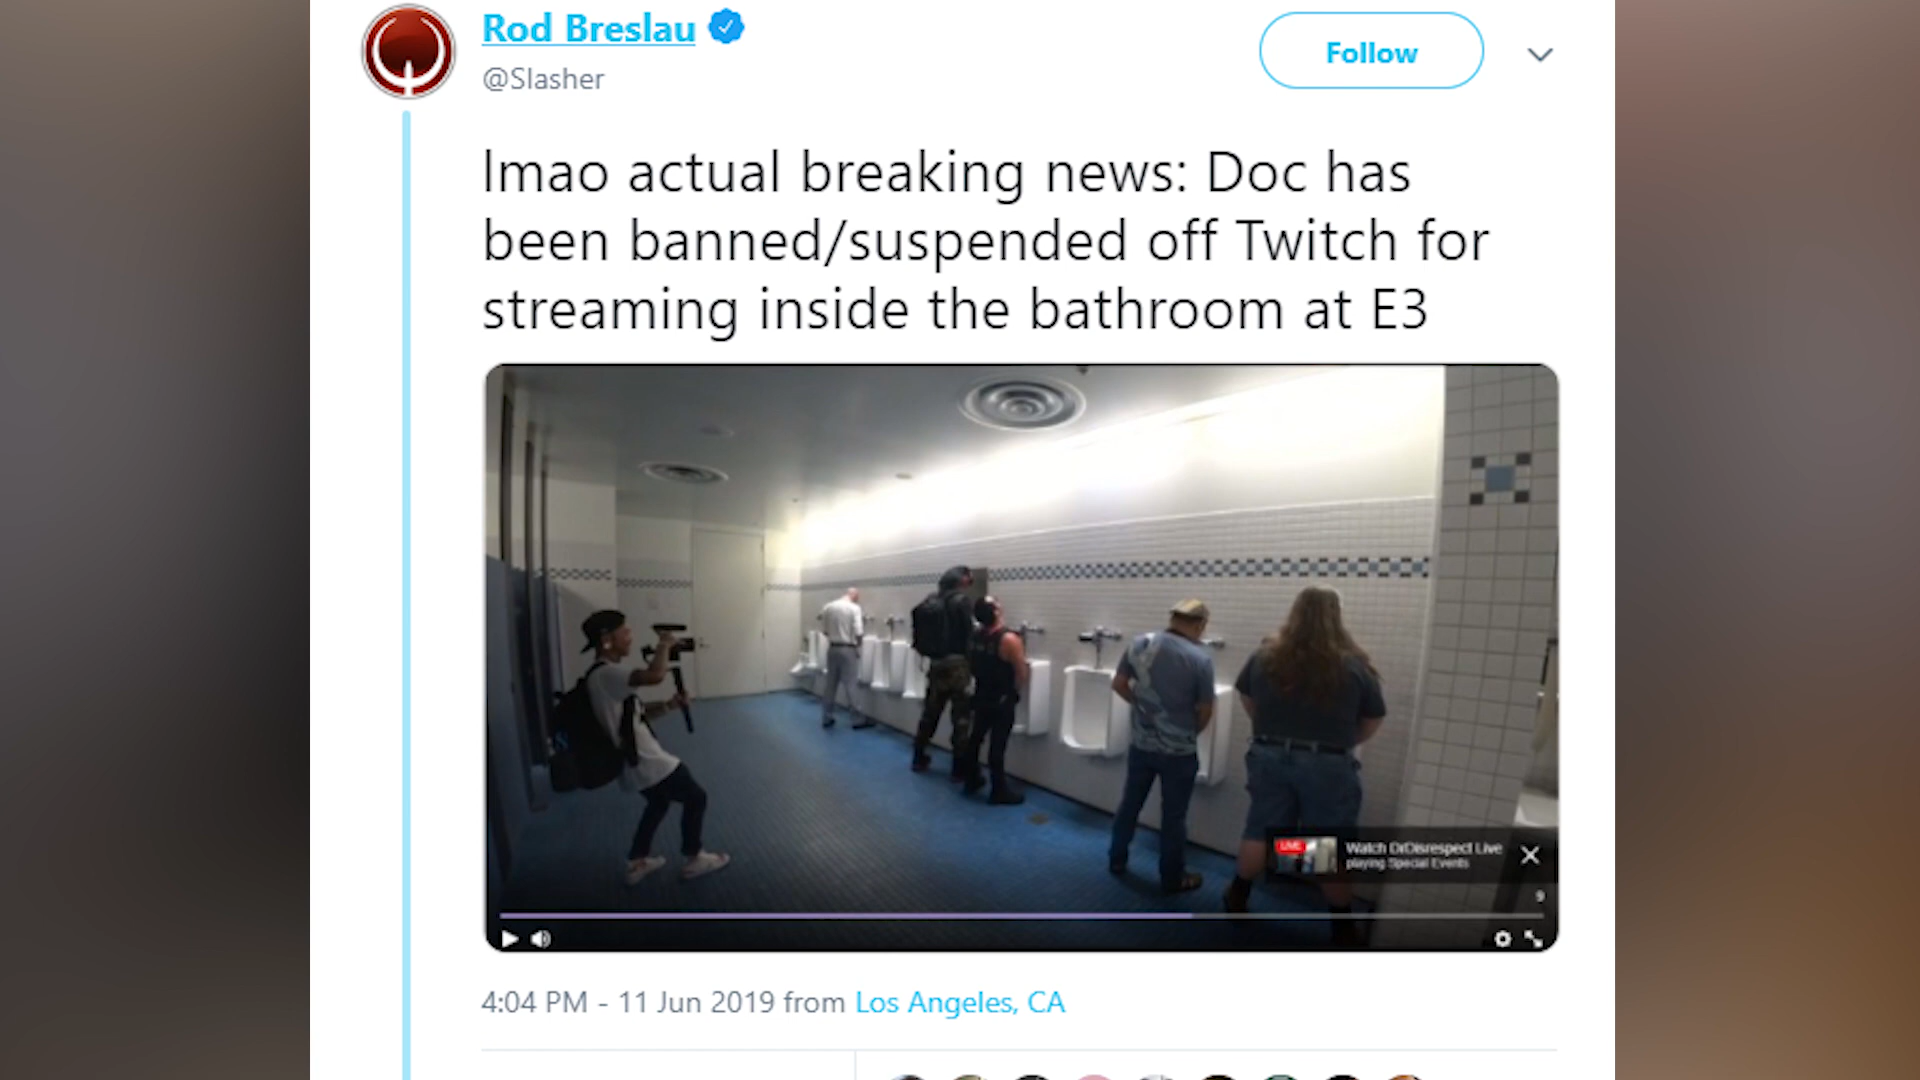 Rod Breslau
@Slasher
Follow
lmao actual breaking news: Doc has
been banned/suspended off Twitch for
streaming inside the bathroom at E3
LIVE
Watch DrDisrespect Live
playing Special Events
9
4:04 PM - 11 Jun 2019 from Los Angeles, CA